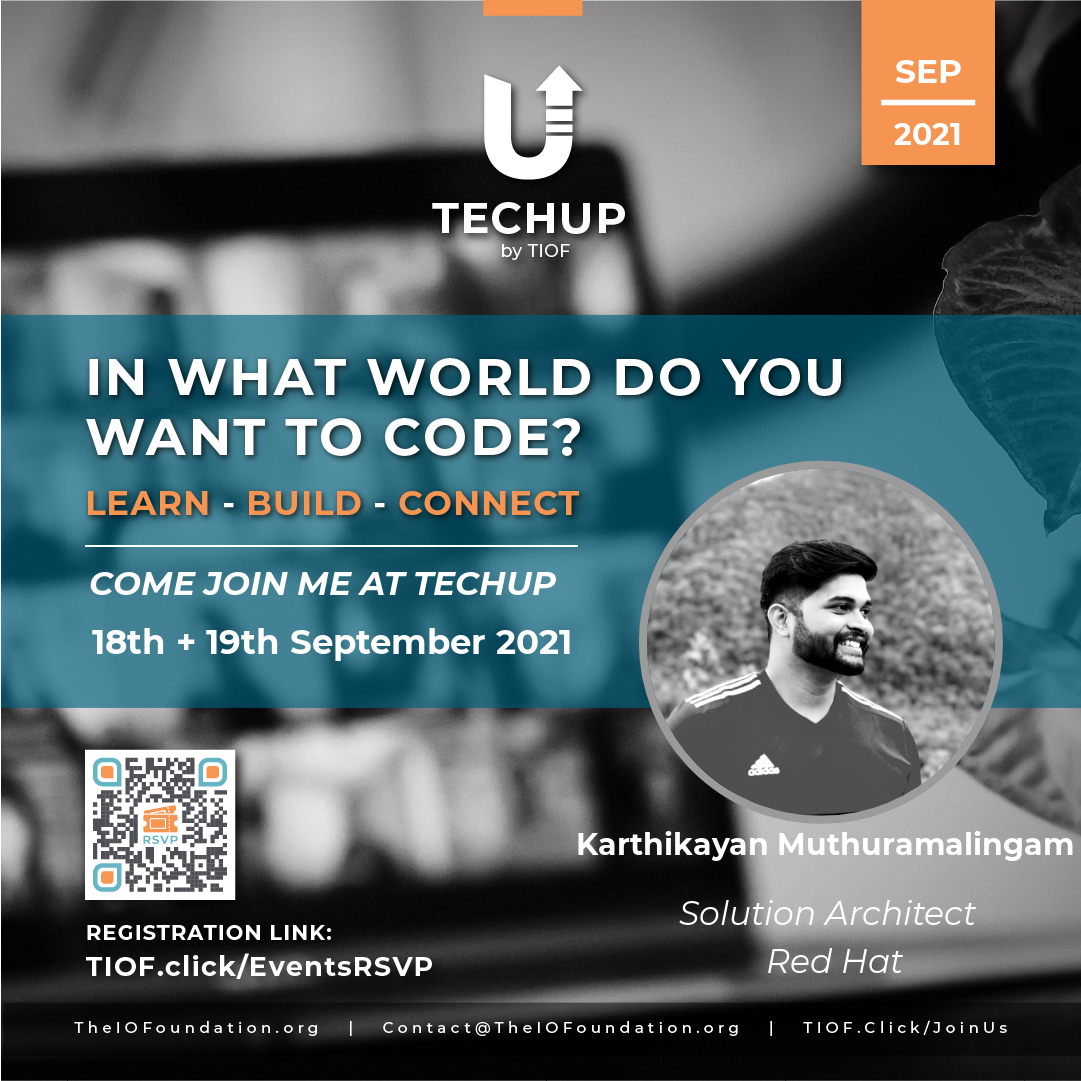 SEP
2021
TECHUP
by TIOF
IN WHAT WORLD DO YOU
WANT TO CODE?
LEARN - BUILD - CONNECT
COME JOIN ME AT TECHUP
18th + 19th September 2021
adidas
RSVP
Karthikayan Muthuramalingam
Solution Architect
Red Hat
REGISTRATION LINK:
TIOF.click/EventsRSVP
TheIOFoundation.org | Contact@TheIOFoundation.org | TIOF.Click/JoinUs